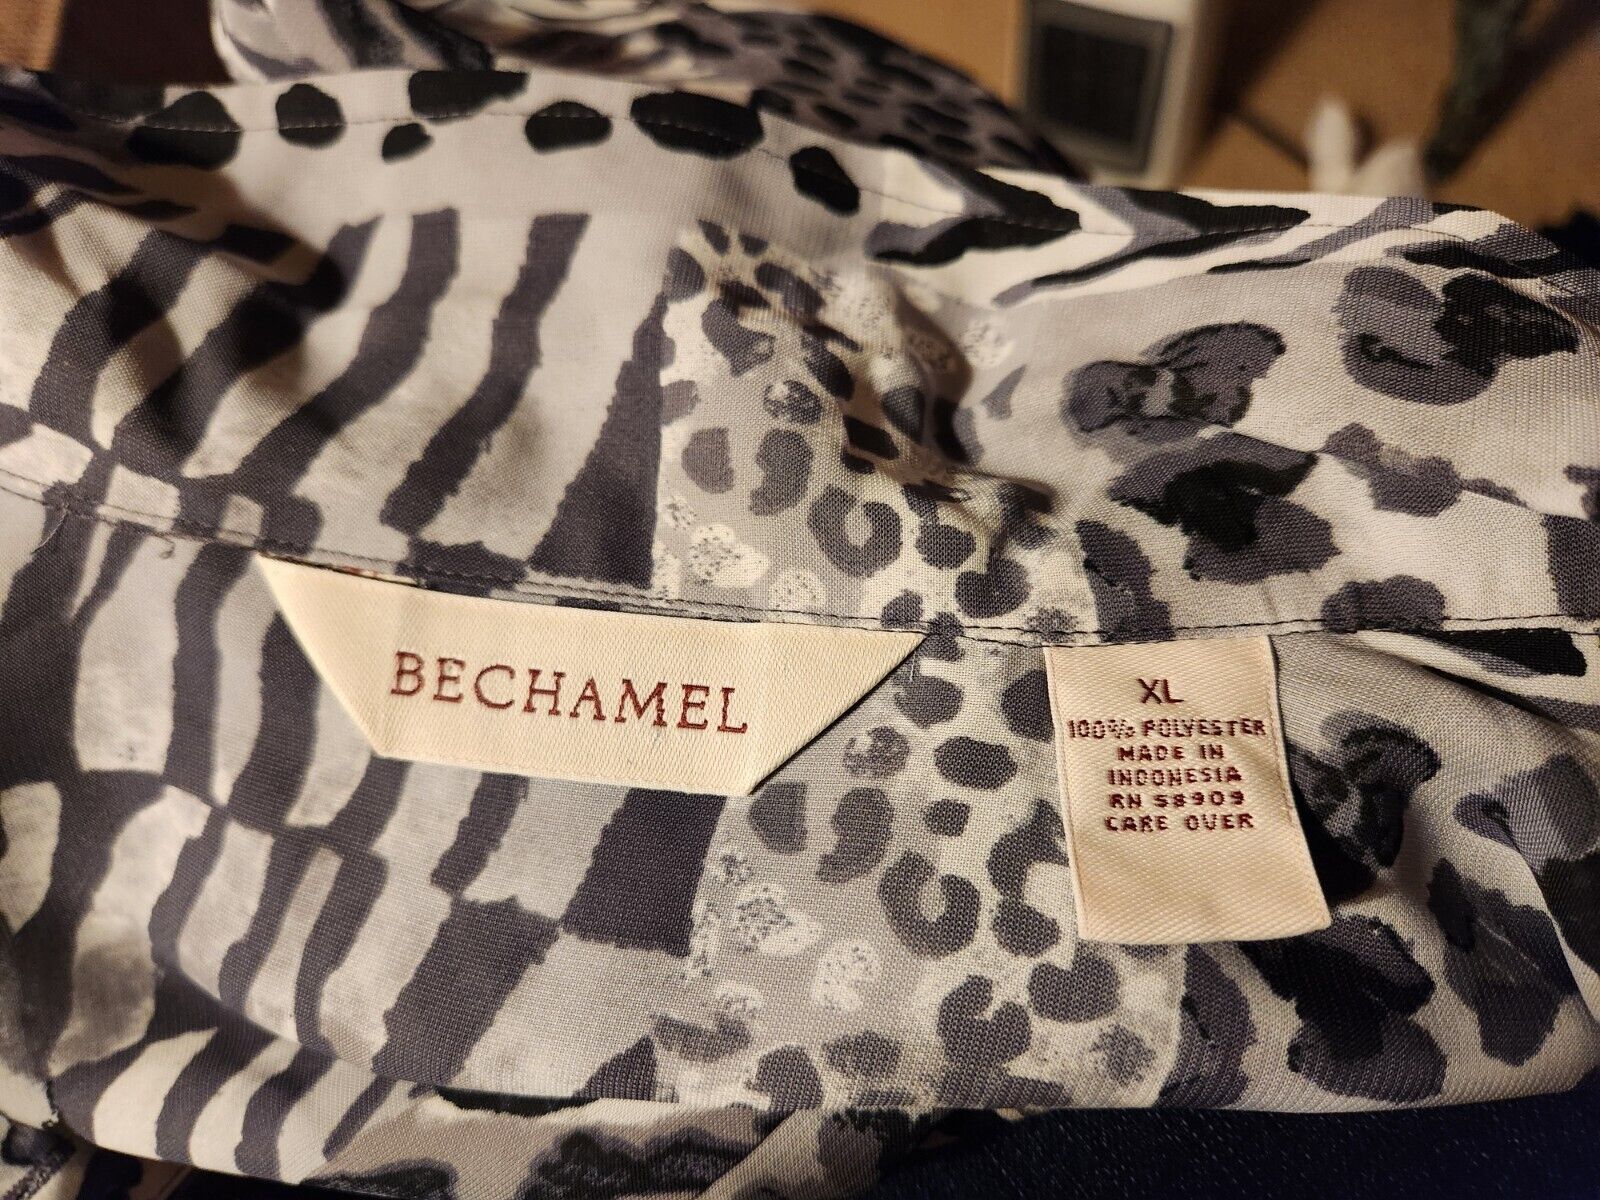 BECHAMEL
XL
100% POLYESTER
MADE IN
INDONESIA
RN 58909
CARE OVER